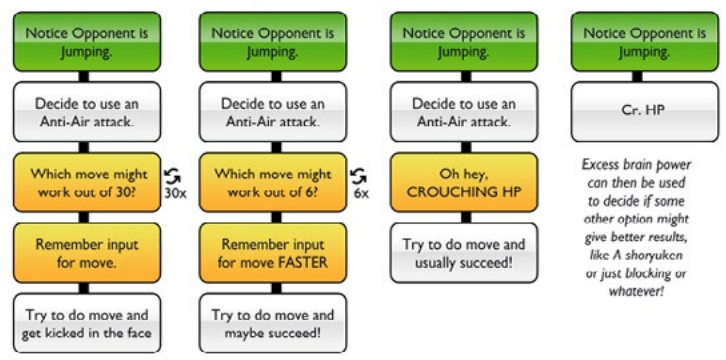 Notice Opponent is
Jumping.
Decide to use an
Anti-Air attack.
Which move might
work out of 30?
30x
Remember input
for move.
Try to do move and
get kicked in the face
Notice Opponent is
Jumping.
Decide to use an
Anti-Air attack.
Which move might
work out of 6?
6x
Remember input
for move FASTER
Try to do move and
maybe succeed!
Notice Opponent is
Jumping.
Decide to use an
Anti-Air attack.
Oh hey,
CROUCHING HP
Try to do move and
usually succeed!
Notice Opponent is
Jumping.
Cr. HP
Excess brain power
can then be used
to decide if some
other option might
give better results,
like A shoryuken
or just blocking or
whatever!